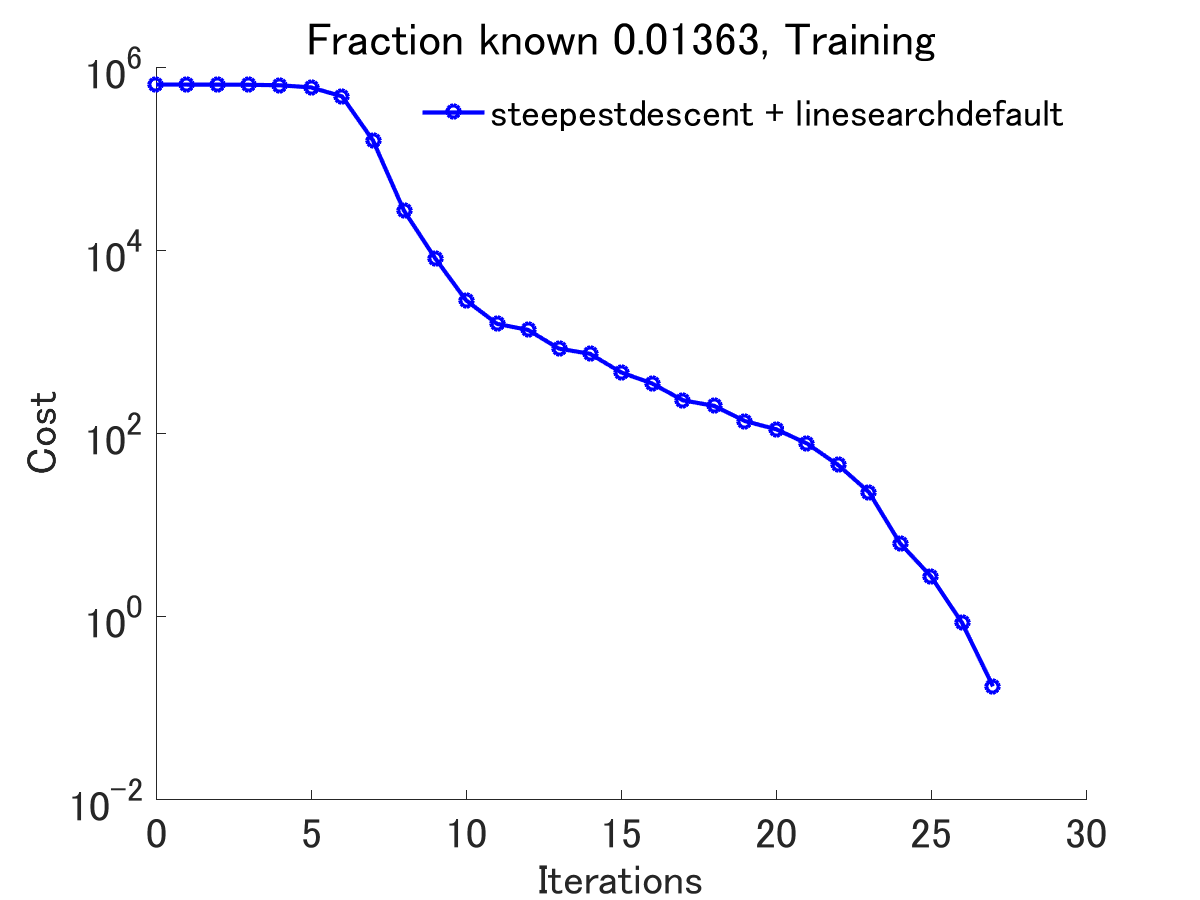 Fraction known 0.01363, Training
steepestdescent + linesearchdefault
10^6
10^4
10^2
10^0
10^-2
Cost
0 5 10 15 20 25 30
Iterations